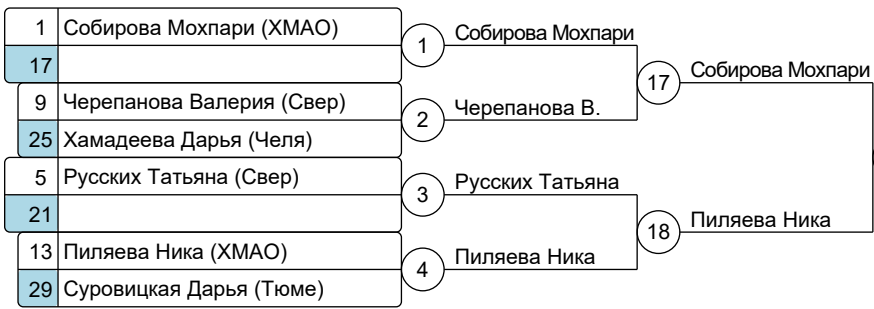 1 Собирова Мохпари (ХМАО)
17
9 Черепанова Валерия (Свер)
25 Хамадеева Дарья (Челя)
5 Русских Татьяна (Свер)
21
13 Пиляева Ника (ХМАО)
29 Суровицкая Дарья (Тюме)
1 Собирова Мохпари
2 Черепанова В.
3 Русских Татьяна
4 Пиляева Ника
17 Собирова Мохпари
18 Пиляева Ника